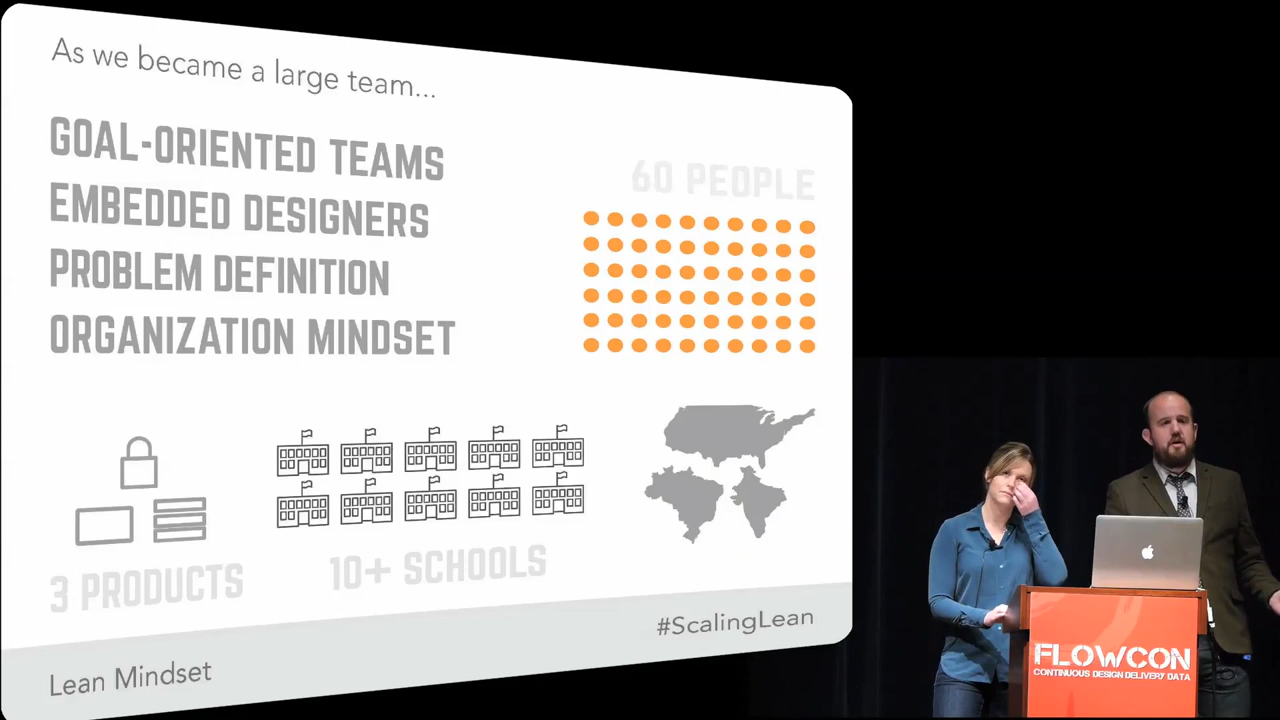 As we became a large team...
GOAL-ORIENTED TEAMS
EMBEDDED DESIGNERS
PROBLEM DEFINITION
ORGANIZATION MINDSET
60 PEOPLE
3 PRODUCTS
10+ SCHOOLS
#ScalingLean
Lean Mindset
FLOWCON
CONTINUOUS DESIGN DELIVERY DATA